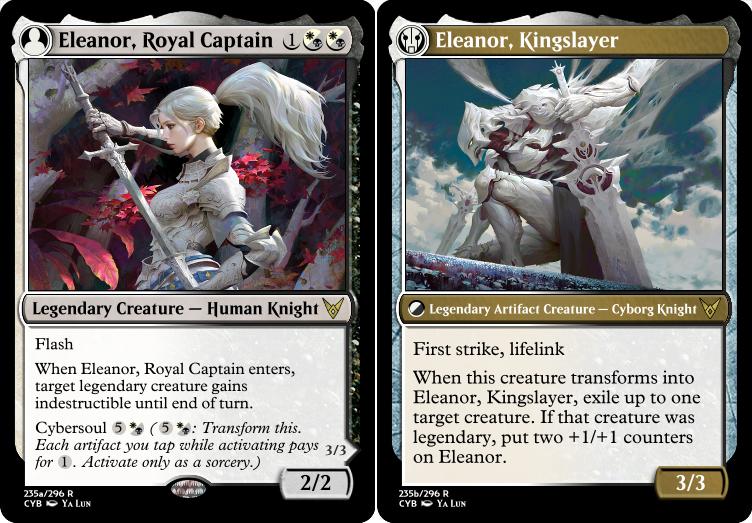 Eleanor, Royal Captain 1
Legendary Creature — Human Knight
Flash
When Eleanor, Royal Captain enters,
target legendary creature gains
indestructible until end of turn.
Cybersoul 5 ( 5 : Transform this.
Each artifact you tap while activating pays
for 1 . Activate only as a sorcery.)
3/3
2/2
235a/296 R
CYB Ya Lun
Eleanor, Kingslayer
Legendary Artifact Creature — Cyborg Knight
First strike, lifelink
When this creature transforms into
Eleanor, Kingslayer, exile up to one
target creature. If that creature was
legendary, put two +1/+1 counters
on Eleanor.
3/3
235b/296 R
CYB Ya Lun